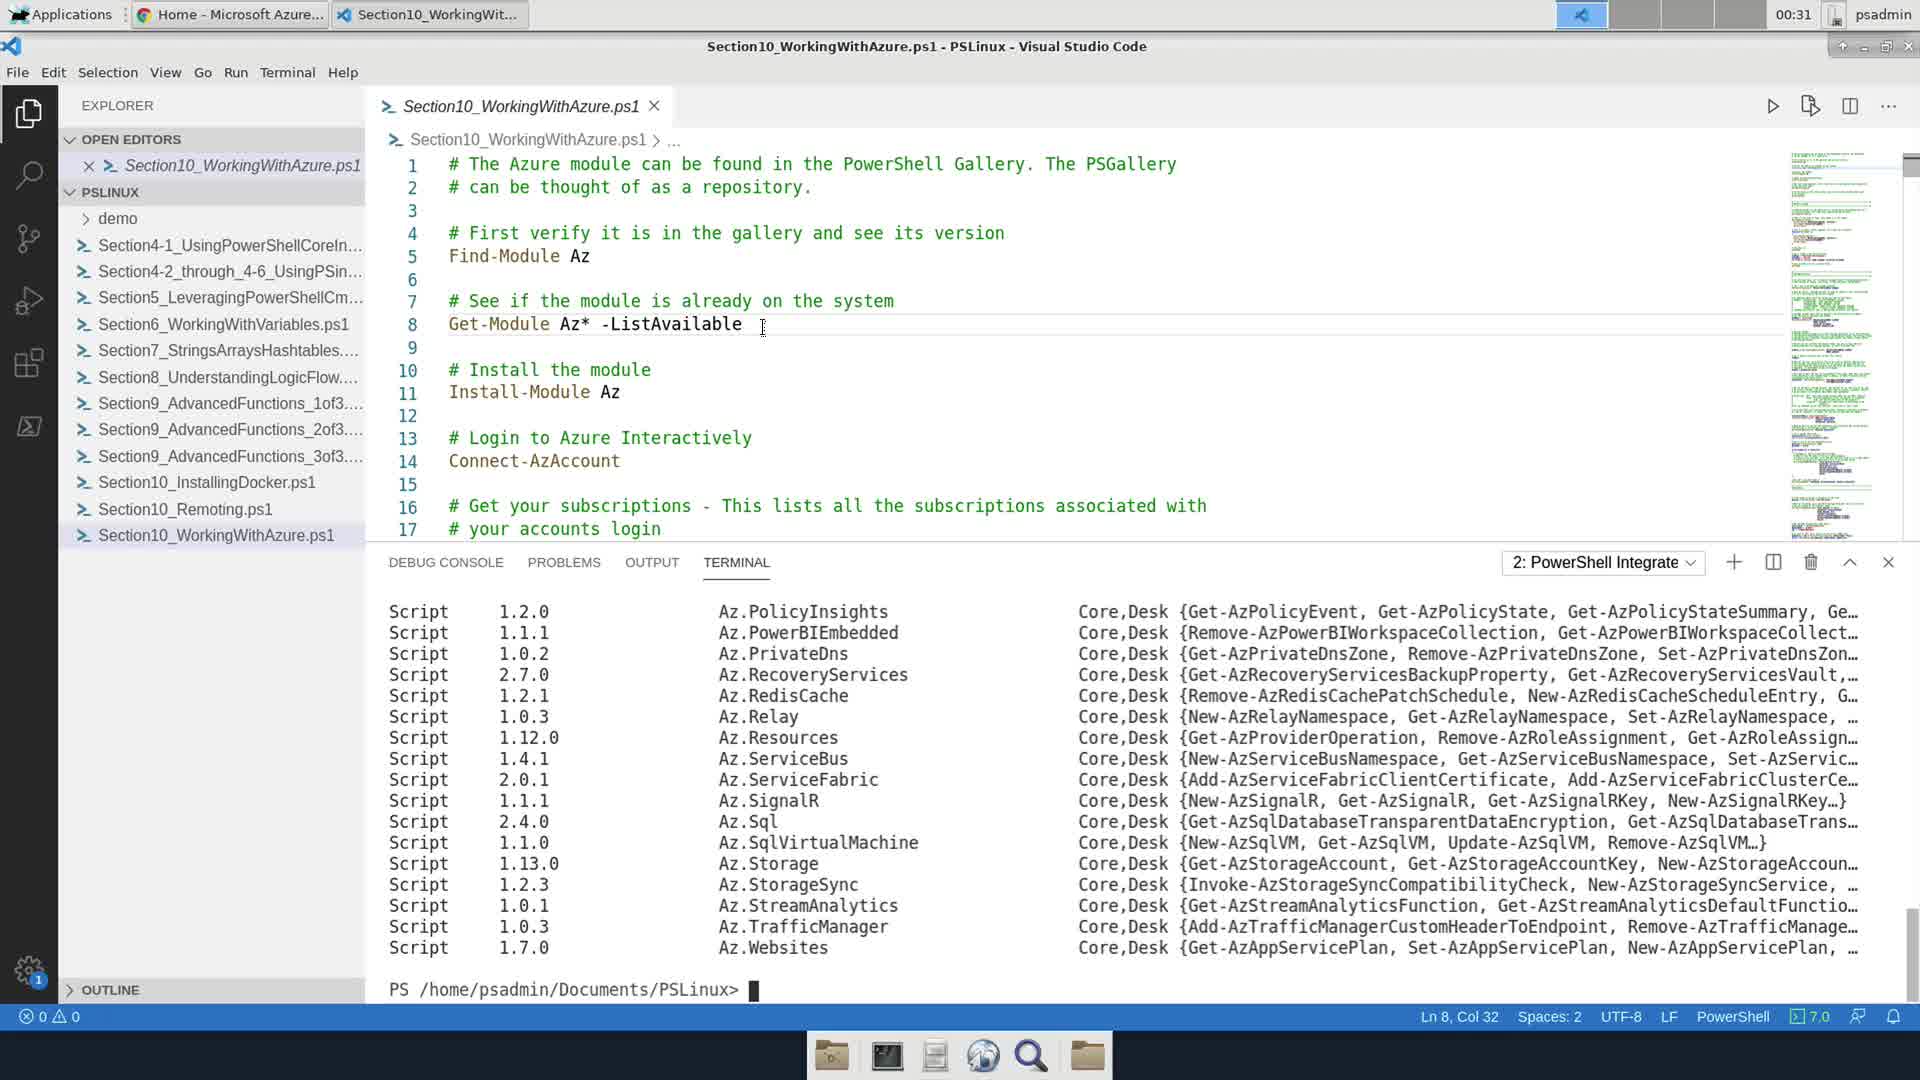 Applications
Home - Microsoft Azure...
Section10_WorkingWit...
00:31
psadmin
Section10_WorkingWithAzure.ps1 - PSLinux - Visual Studio Code
File Edit Selection View Go Run Terminal Help
EXPLORER
OPEN EDITORS
Section10_WorkingWithAzure.ps1
PSLINUX
demo
Section4-1_UsingPowerShellCoreIn...
Section4-2_through_4-6_UsingPSin...
Section5_LeveragingPowerShellCm...
Section6_WorkingWithVariables.ps1
Section7_StringsArraysHashtables....
Section8_UnderstandingLogicFlow....
Section9_AdvancedFunctions_1of3....
Section9_AdvancedFunctions_2of3....
Section9_AdvancedFunctions_3of3....
Section10_InstallingDocker.ps1
Section10_Remoting.ps1
Section10_WorkingWithAzure.ps1
OUTLINE
1
Section10_WorkingWithAzure.ps1
Section10_WorkingWithAzure.ps1 > ...
1 # The Azure module can be found in the PowerShell Gallery. The PSGallery
2 # can be thought of as a repository.
3
4 # First verify it is in the gallery and see its version
5 Find-Module Az
6
7 # See if the module is already on the system
8 Get-Module Az* -ListAvailable
9
10 # Install the module
11 Install-Module Az
12
13 # Login to Azure Interactively
14 Connect-AzAccount
15
16 # Get your subscriptions - This lists all the subscriptions associated with
17 # your accounts login
DEBUG CONSOLE PROBLEMS OUTPUT TERMINAL
2: PowerShell Integrate
Script 1.2.0 Az.PolicyInsights Core,Desk {Get-AzPolicyEvent, Get-AzPolicyState, Get-AzPolicyStateSummary, Ge…
Script 1.1.1 Az.PowerBIEmbedded Core,Desk {Remove-AzPowerBIWorkspaceCollection, Get-AzPowerBIWorkspaceCollect…
Script 1.0.2 Az.PrivateDns Core,Desk {Get-AzPrivateDnsZone, Remove-AzPrivateDnsZone, Set-AzPrivateDnsZon…
Script 2.7.0 Az.RecoveryServices Core,Desk {Get-AzRecoveryServicesBackupProperty, Get-AzRecoveryServicesVault,…
Script 1.2.1 Az.RedisCache Core,Desk {Remove-AzRedisCachePatchSchedule, New-AzRedisCacheScheduleEntry, G…
Script 1.0.3 Az.Relay Core,Desk {New-AzRelayNamespace, Get-AzRelayNamespace, Set-AzRelayNamespace, …
Script 1.12.0 Az.Resources Core,Desk {Get-AzProviderOperation, Remove-AzRoleAssignment, Get-AzRoleAssign…
Script 1.4.1 Az.ServiceBus Core,Desk {New-AzServiceBusNamespace, Get-AzServiceBusNamespace, Set-AzServic…
Script 2.0.1 Az.ServiceFabric Core,Desk {Add-AzServiceFabricClientCertificate, Add-AzServiceFabricClusterCe…
Script 1.1.1 Az.SignalR Core,Desk {New-AzSignalR, Get-AzSignalR, Get-AzSignalRKey, New-AzSignalRKey…}
Script 2.4.0 Az.Sql Core,Desk {Get-AzSqlDatabaseTransparentDataEncryption, Get-AzSqlDatabaseTrans…
Script 1.1.0 Az.SqlVirtualMachine Core,Desk {New-AzSqlVM, Get-AzSqlVM, Update-AzSqlVM, Remove-AzSqlVM…}
Script 1.13.0 Az.Storage Core,Desk {Get-AzStorageAccount, Get-AzStorageAccountKey, New-AzStorageAccoun…
Script 1.2.3 Az.StorageSync Core,Desk {Invoke-AzStorageSyncCompatibilityCheck, New-AzStorageSyncService, …
Script 1.0.1 Az.StreamAnalytics Core,Desk {Get-AzStreamAnalyticsFunction, Get-AzStreamAnalyticsDefaultFunctio…
Script 1.0.3 Az.TrafficManager Core,Desk {Add-AzTrafficManagerCustomHeaderToEndpoint, Remove-AzTrafficManage…
Script 1.7.0 Az.Websites Core,Desk {Get-AzAppServicePlan, Set-AzAppServicePlan, New-AzAppServicePlan, …
PS /home/psadmin/Documents/PSLinux>
0 0
Ln 8, Col 32 Spaces: 2 UTF-8 LF PowerShell 7.0